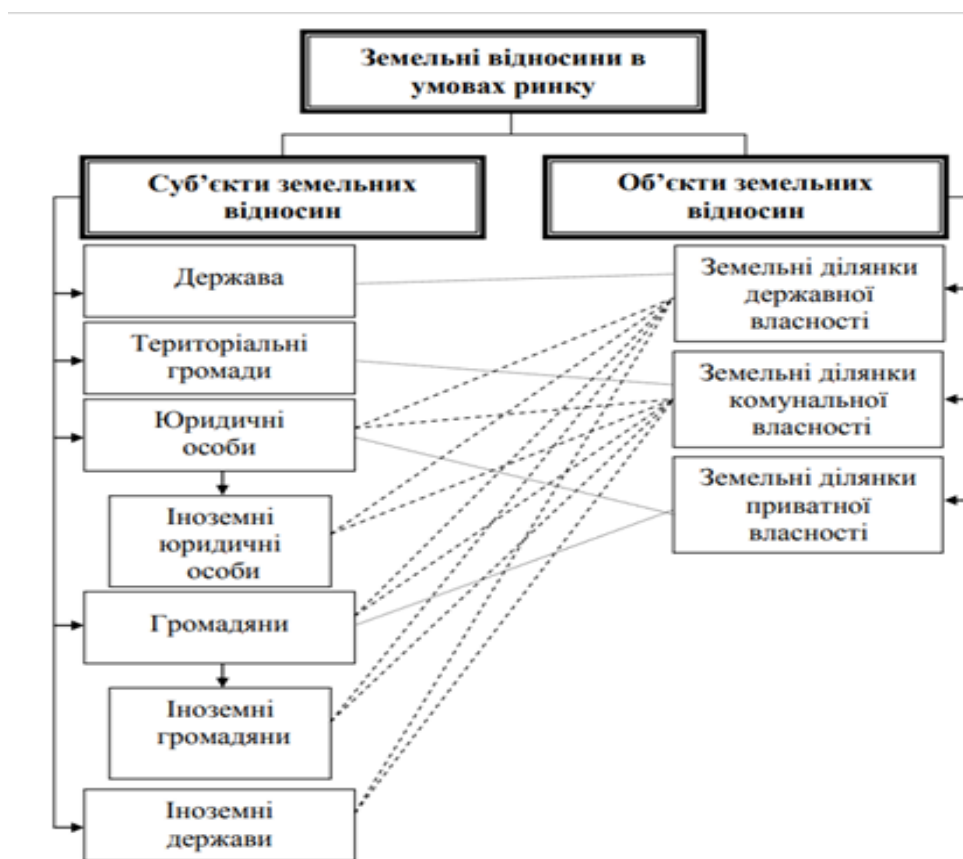 Земельні відносини в
умовах ринку
Суб’єкти земельних
відносин
Об’єкти земельних
відносин
Держава
Територіальні
громади
Юридичні
особи
Іноземні
юридичні
особи
Громадяни
Іноземні
громадяни
Іноземні
держави
Земельні ділянки
державної
власності
Земельні ділянки
комунальної
власності
Земельні ділянки
приватної
власності